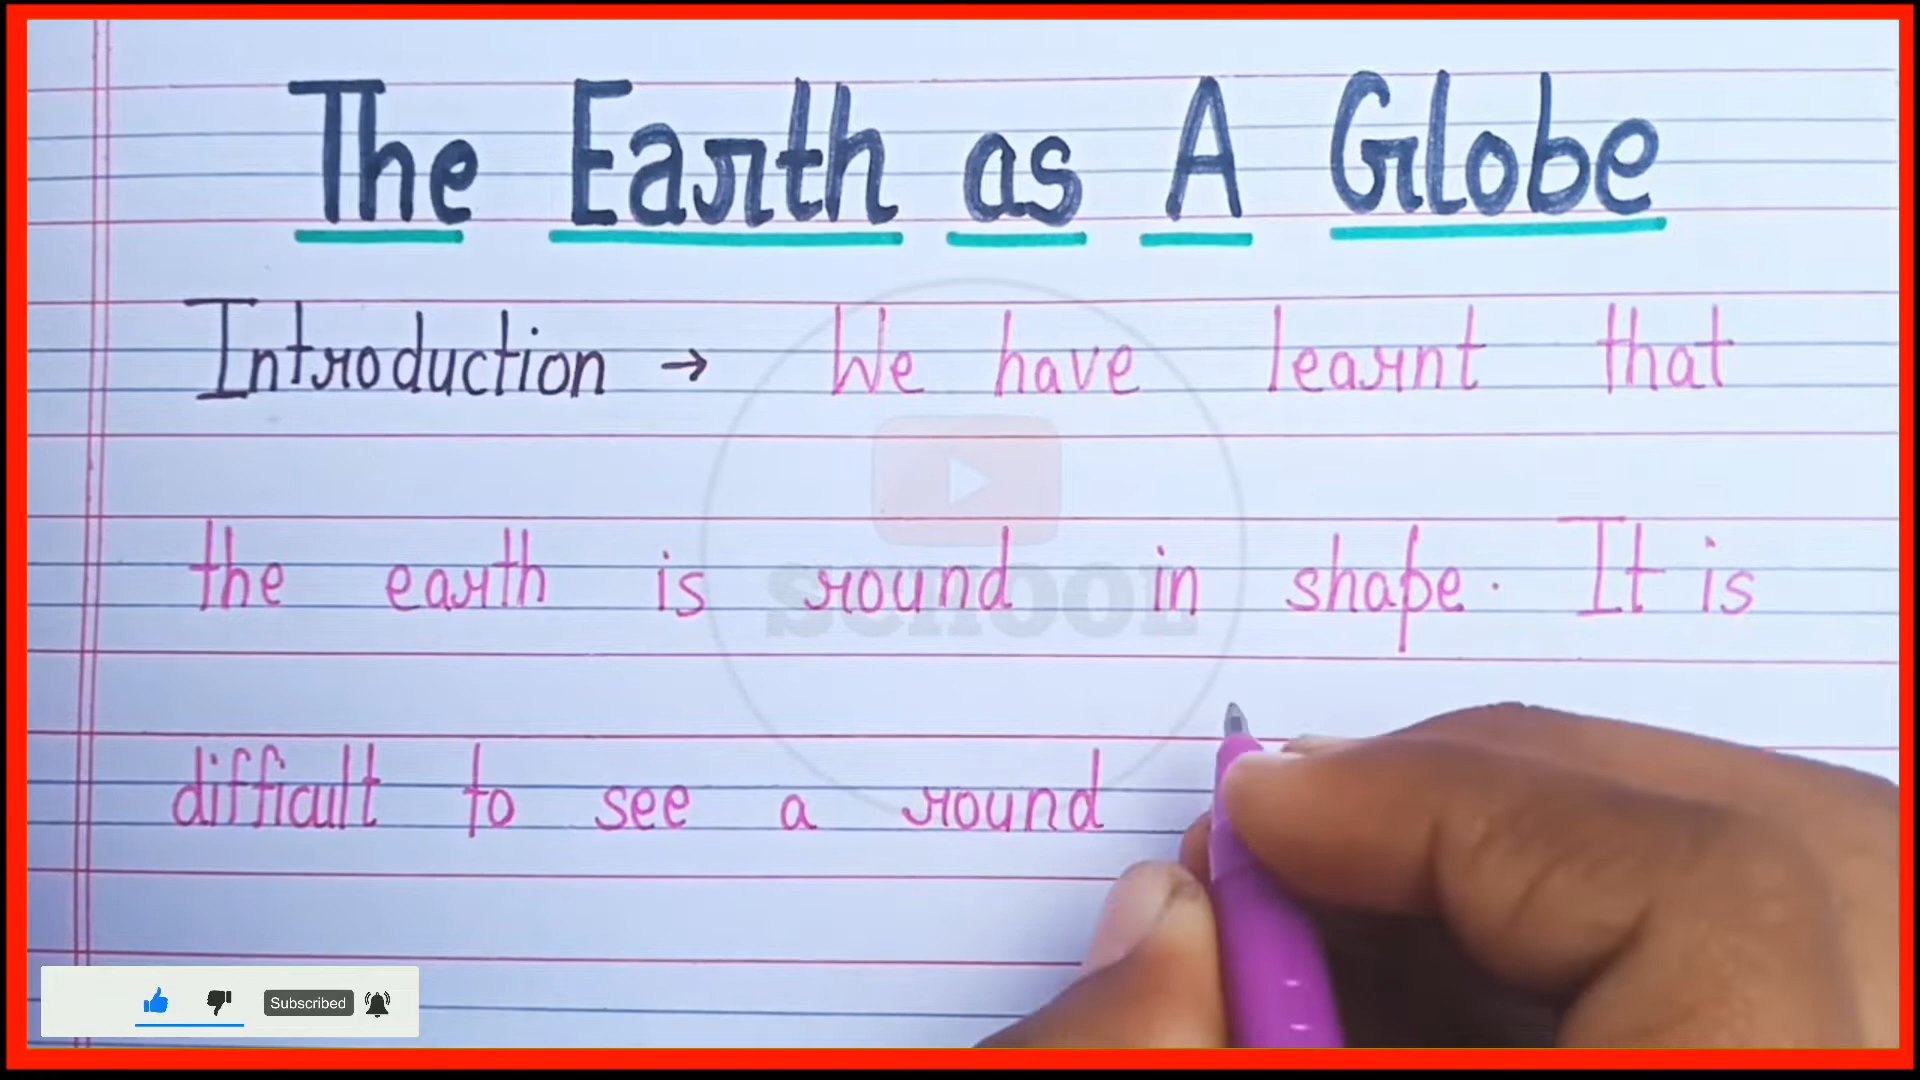 The Earth as A Globe
Introduction → We have learnt that
the earth is round in shape. It is
SCHOOL
difficult to see a round
Subscribed